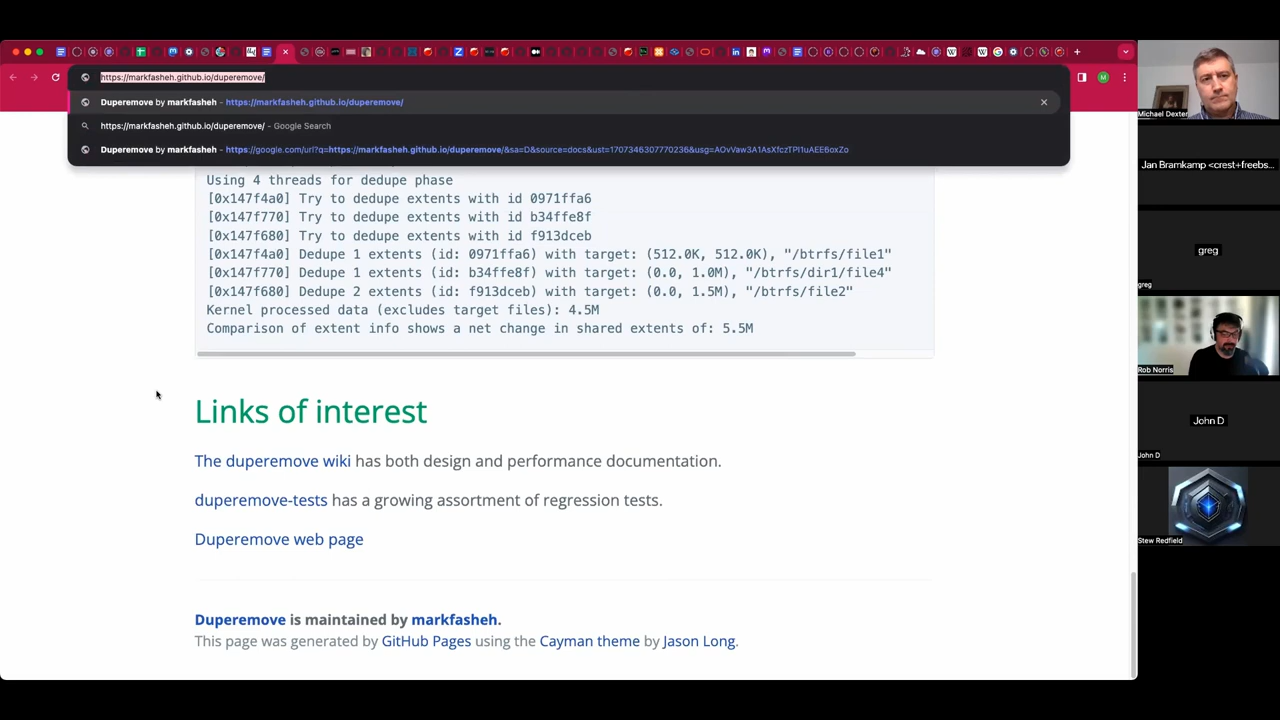 https://markfasheh.github.io/duperemove/
Duperemove by markfasheh - https://markfasheh.github.io/duperemove/
https://markfasheh.github.io/duperemove/ - Google Search
Duperemove by markfasheh - https://google.com/url?q=https://markfasheh.github.io/duperemove/&sa=D&source=docs&ust=1707346307770236&usg=AOvVaw3A1AsXfczTPI1uAEE6oxZo
Using 4 threads for dedupe phase
[0x147f4a0] Try to dedupe extents with id 0971ffa6
[0x147f770] Try to dedupe extents with id b34ffe8f
[0x147f680] Try to dedupe extents with id f913dceb
[0x147f4a0] Dedupe 1 extents (id: 0971ffa6) with target: (512.0K, 512.0K), "/btrfs/file1"
[0x147f770] Dedupe 1 extents (id: b34ffe8f) with target: (0.0, 1.0M), "/btrfs/dir1/file4"
[0x147f680] Dedupe 2 extents (id: f913dceb) with target: (0.0, 1.5M), "/btrfs/file2"
Kernel processed data (excludes target files): 4.5M
Comparison of extent info shows a net change in shared extents of: 5.5M
Links of interest
The duperemove wiki has both design and performance documentation.
duperemove-tests has a growing assortment of regression tests.
Duperemove web page
Duperemove is maintained by markfasheh.
This page was generated by GitHub Pages using the Cayman theme by Jason Long.
M
Michael Dexter
Jan Bramkamp <crest+freebs...
greg
greg
Rob Norris
John D
John D
Stew Redfield